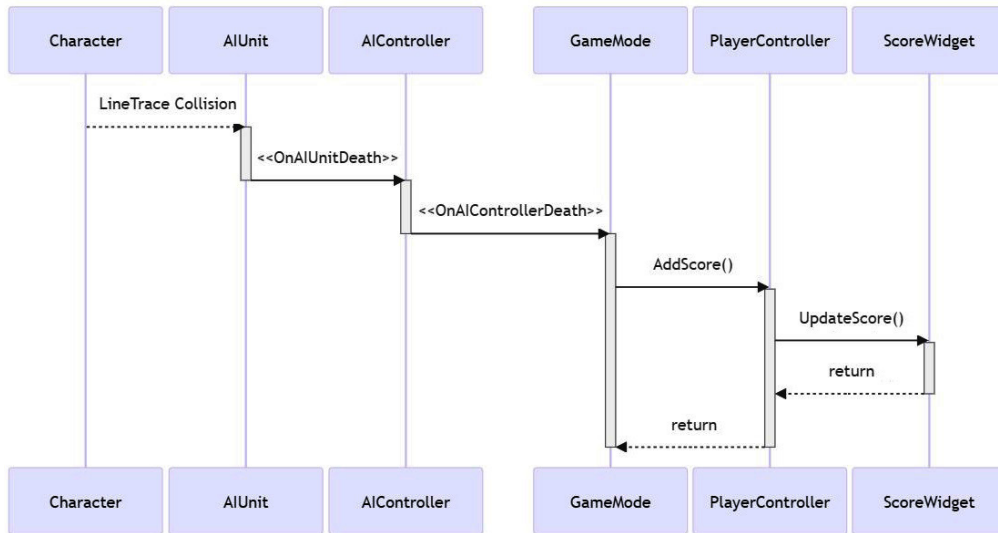 Character
AIUnit
AIController
GameMode
PlayerController
ScoreWidget
LineTrace Collision
<<OnAIUnitDeath>>
<<OnAIControllerDeath>>
AddScore()
UpdateScore()
return
return
Character
AIUnit
AIController
GameMode
PlayerController
ScoreWidget